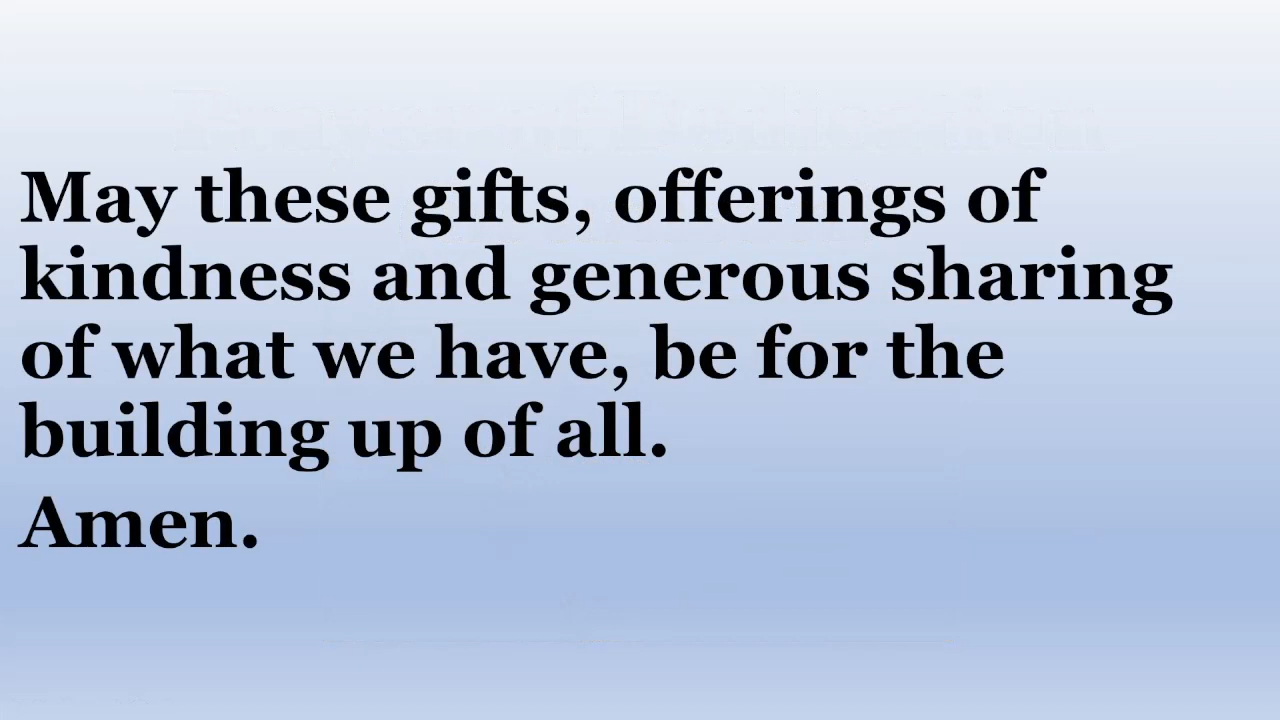 May these gifts, offerings of
kindness and generous sharing
of what we have, be for the
building up of all.
Amen.